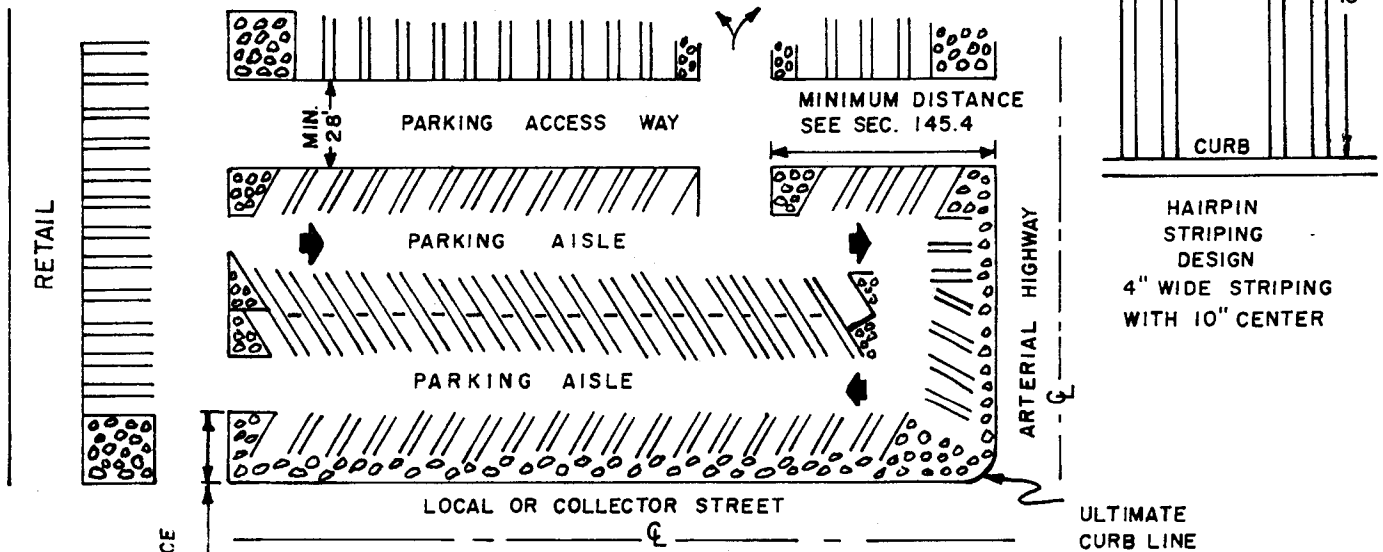 MIN.
28'
PARKING ACCESS WAY
MINIMUM DISTANCE
SEE SEC. 145.4
CURB
RETAIL
PARKING AISLE
PARKING AISLE
ARTERIAL HIGHWAY
℄
HAIRPIN
STRIPING
DESIGN
4" WIDE STRIPING
WITH 10" CENTER
LOCAL OR COLLECTOR STREET
℄
ULTIMATE
CURB LINE